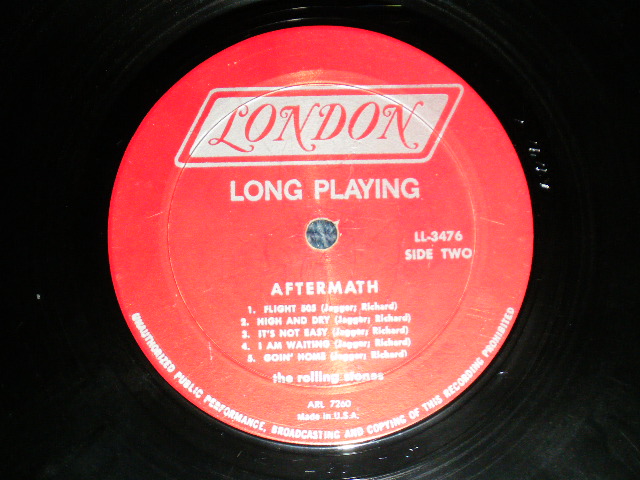 LONDON
LONG PLAYING
LL-3476
SIDE TWO
AFTERMATH
1. FLIGHT 505 (Jagger; Richard)
2. HIGH AND DRY (Jagger; Richard)
3. IT'S NOT EASY (Jagger; Richard)
4. I AM WAITING (Jagger; Richard)
5. GOIN' HOME (Jagger; Richard)
the rolling stones
ARL 7260
Made in U.S.A.
UNAUTHORIZED PUBLIC PERFORMANCE, BROADCASTING AND COPYING OF THIS RECORDING PROHIBITED